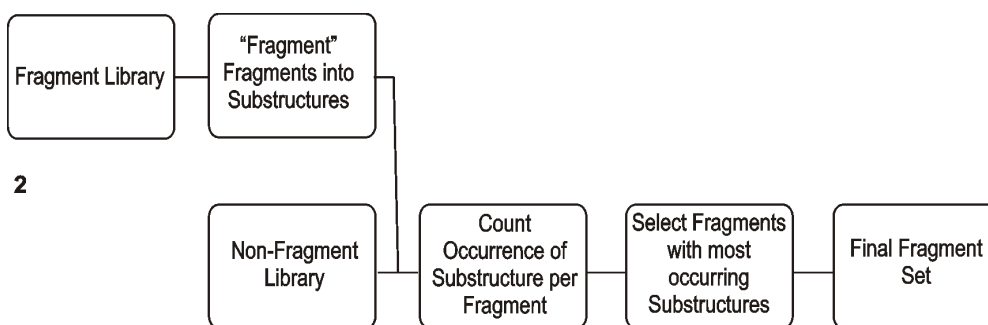 Fragment Library
“Fragment”
Fragments into
Substructures
2
Non-Fragment
Library
Count
Occurrence of
Substructure per
Fragment
Select Fragments
with most
occurring
Substructures
Final Fragment
Set